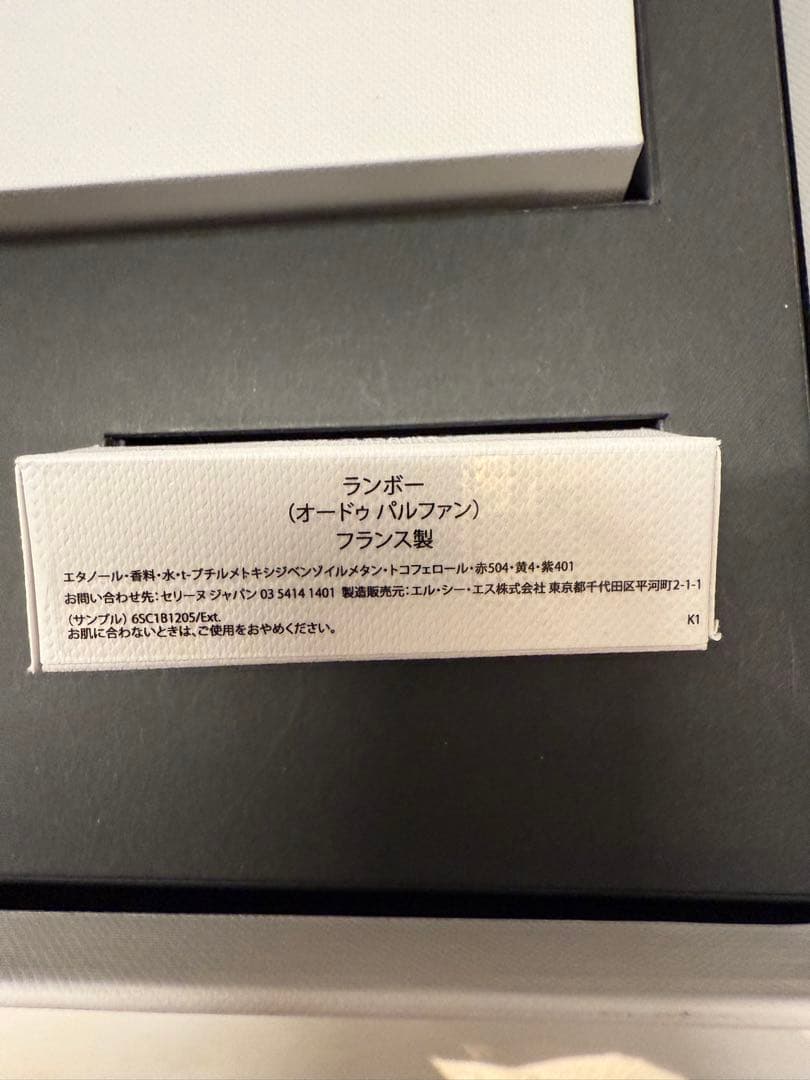 ランボー
(オードゥ パルファン)
フランス製
エタノール・香料・水・t-ブチルメトキシジベンゾイルメタン・トコフェロール・赤504・黄4・紫401
お問い合わせ先：セリーヌ ジャパン 03 5414 1401 製造販売元：エル・シー・エス株式会社 東京都千代田区平河町2-1-1
(サンプル) 6SC1B1205/Ext.
お肌に合わないときは、ご使用をおやめください。
K1